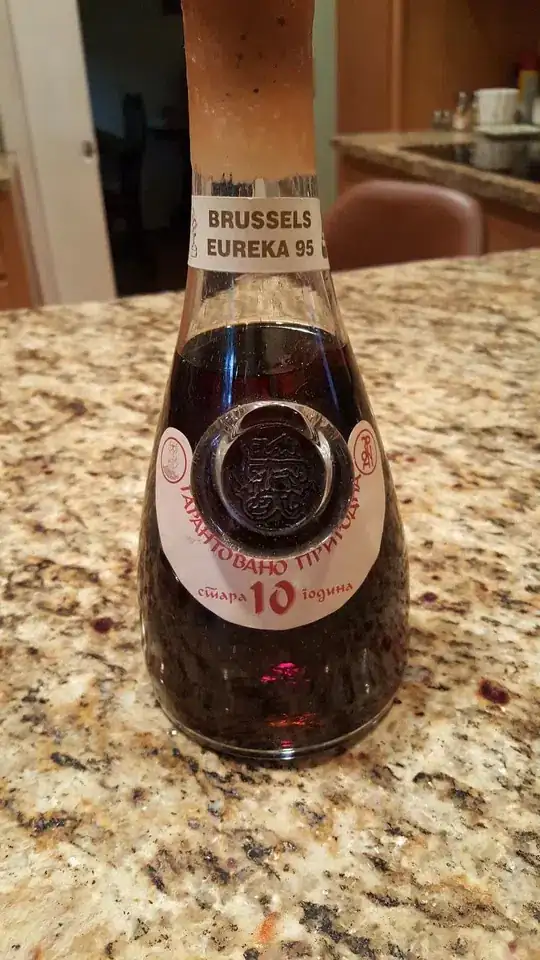 BRUSSELS
EUREKA 95
ГАРАНТОВАНО ПРИРОДНА
стара 10 година